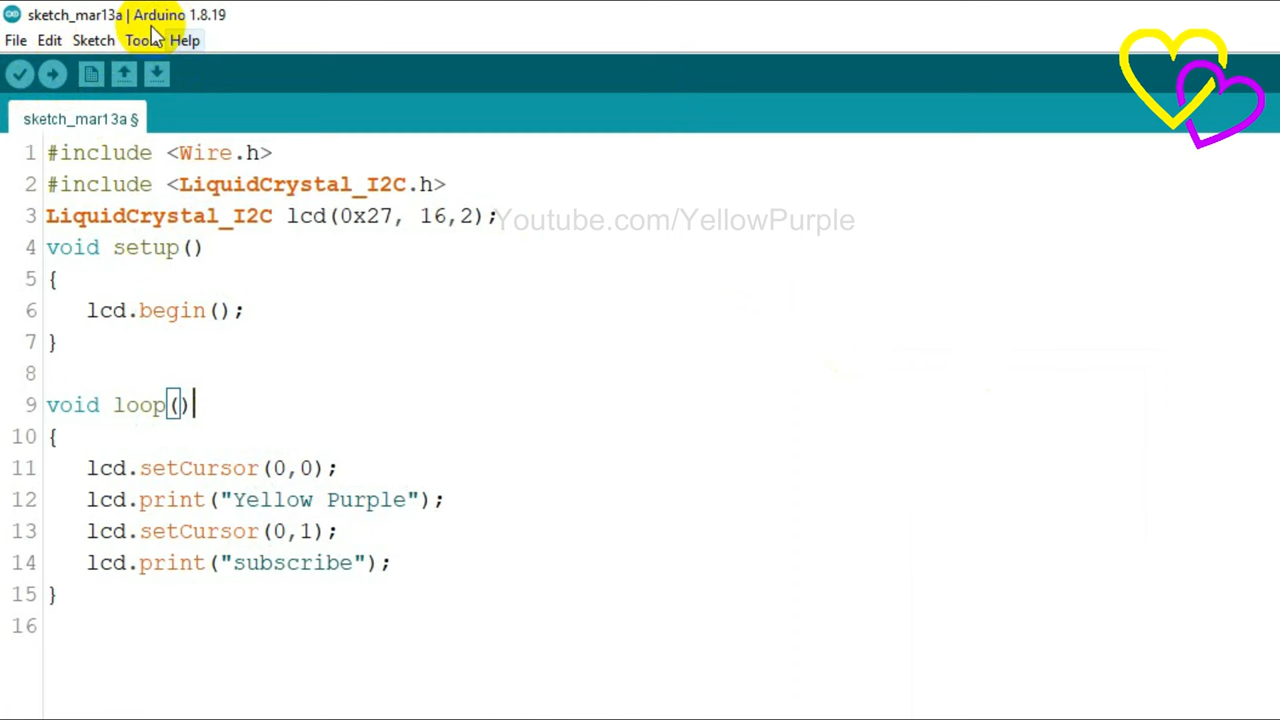 sketch_mar13a | Arduino 1.8.19
File Edit Sketch Tools Help
sketch_mar13a §
1 #include <Wire.h>
2 #include <LiquidCrystal_I2C.h>
3 LiquidCrystal_I2C lcd(0x27, 16,2);
Youtube.com/YellowPurple
4 void setup()
5 {
6 lcd.begin();
7 }
8
9 void loop()
10 {
11 lcd.setCursor(0,0);
12 lcd.print("Yellow Purple");
13 lcd.setCursor(0,1);
14 lcd.print("subscribe");
15 }
16